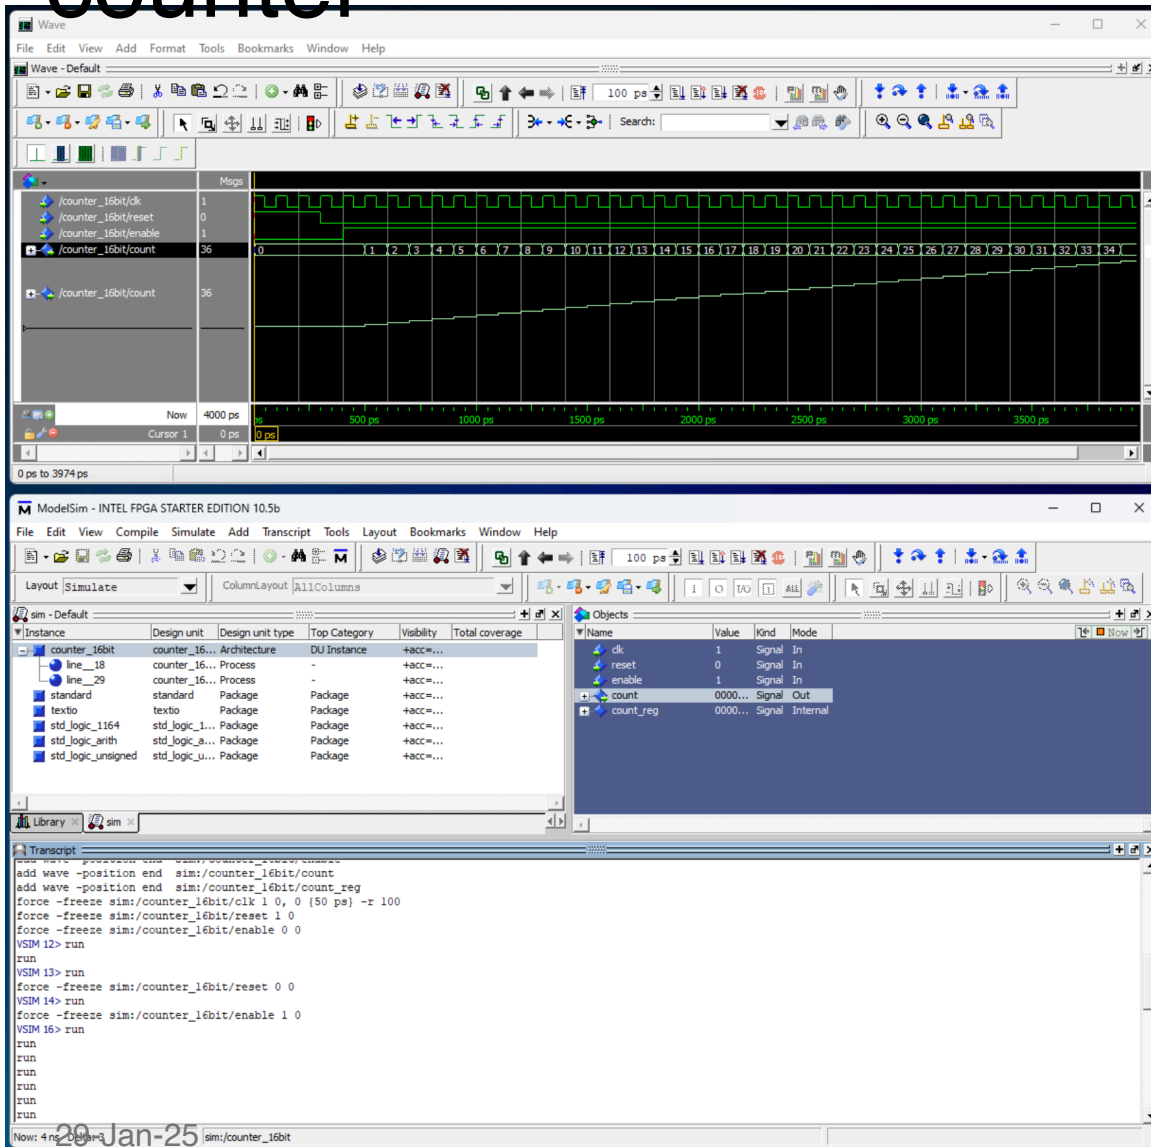 counter
Wave
File Edit View Add Format Tools Bookmarks Window Help
Wave - Default
100 ps
Search:
Msgs
/counter_16bit/clk 1
/counter_16bit/reset 0
/counter_16bit/enable 1
/counter_16bit/count 36 0 1 2 3 4 5 6 7 8 9 10 11 12 13 14 15 16 17 18 19 20 21 22 23 24 25 26 27 28 29 30 31 32 33 34
/counter_16bit/count 36
Now 4000 ps ps 500 ps 1000 ps 1500 ps 2000 ps 2500 ps 3000 ps 3500 ps
Cursor 1 0 ps 0 ps
0 ps to 3974 ps
ModelSim - INTEL FPGA STARTER EDITION 10.5b
File Edit View Compile Simulate Add Transcript Tools Layout Bookmarks Window Help
100 ps
Layout Simulate ColumnLayout AllColumns
sim - Default
Instance Design unit Design unit type Top Category Visibility Total coverage
counter_16bit counter_16... Architecture DU Instance +acc=...
line__18 counter_16... Process - +acc=...
line__29 counter_16... Process - +acc=...
standard standard Package Package +acc=...
textio textio Package Package +acc=...
std_logic_1164 std_logic_1... Package Package +acc=...
std_logic_arith std_logic_a... Package Package +acc=...
std_logic_unsigned std_logic_u... Package Package +acc=...
Library sim
Objects
Name Value Kind Mode Now
clk 1 Signal In
reset 0 Signal In
enable 1 Signal In
count 0000... Signal Out
count_reg 0000... Signal Internal
Transcript
add wave -position end sim:/counter_16bit/enable
add wave -position end sim:/counter_16bit/count
add wave -position end sim:/counter_16bit/count_reg
force -freeze sim:/counter_16bit/clk 1 0, 0 {50 ps} -r 100
force -freeze sim:/counter_16bit/reset 1 0
force -freeze sim:/counter_16bit/enable 0 0
VSIM 12> run
run
VSIM 13> run
force -freeze sim:/counter_16bit/reset 0 0
VSIM 14> run
force -freeze sim:/counter_16bit/enable 1 0
VSIM 16> run
run
run
run
run
run
run
Now: 4 ns Delta: 3 sim:/counter_16bit
29-Jan-25